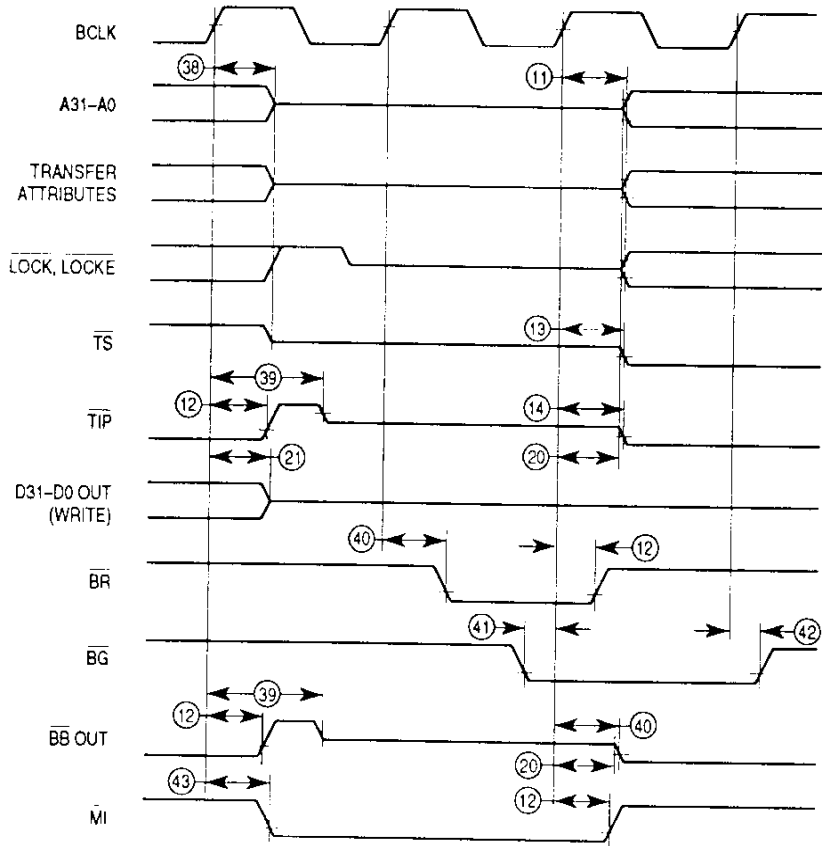 BCLK
38
11
A31–A0
TRANSFER
ATTRIBUTES
LOCK, LOCKE
13
TS
39
12
14
TIP
21
20
D31–D0 OUT
(WRITE)
40
12
BR
41
42
BG
39
12
40
BB OUT
20
43
12
MI